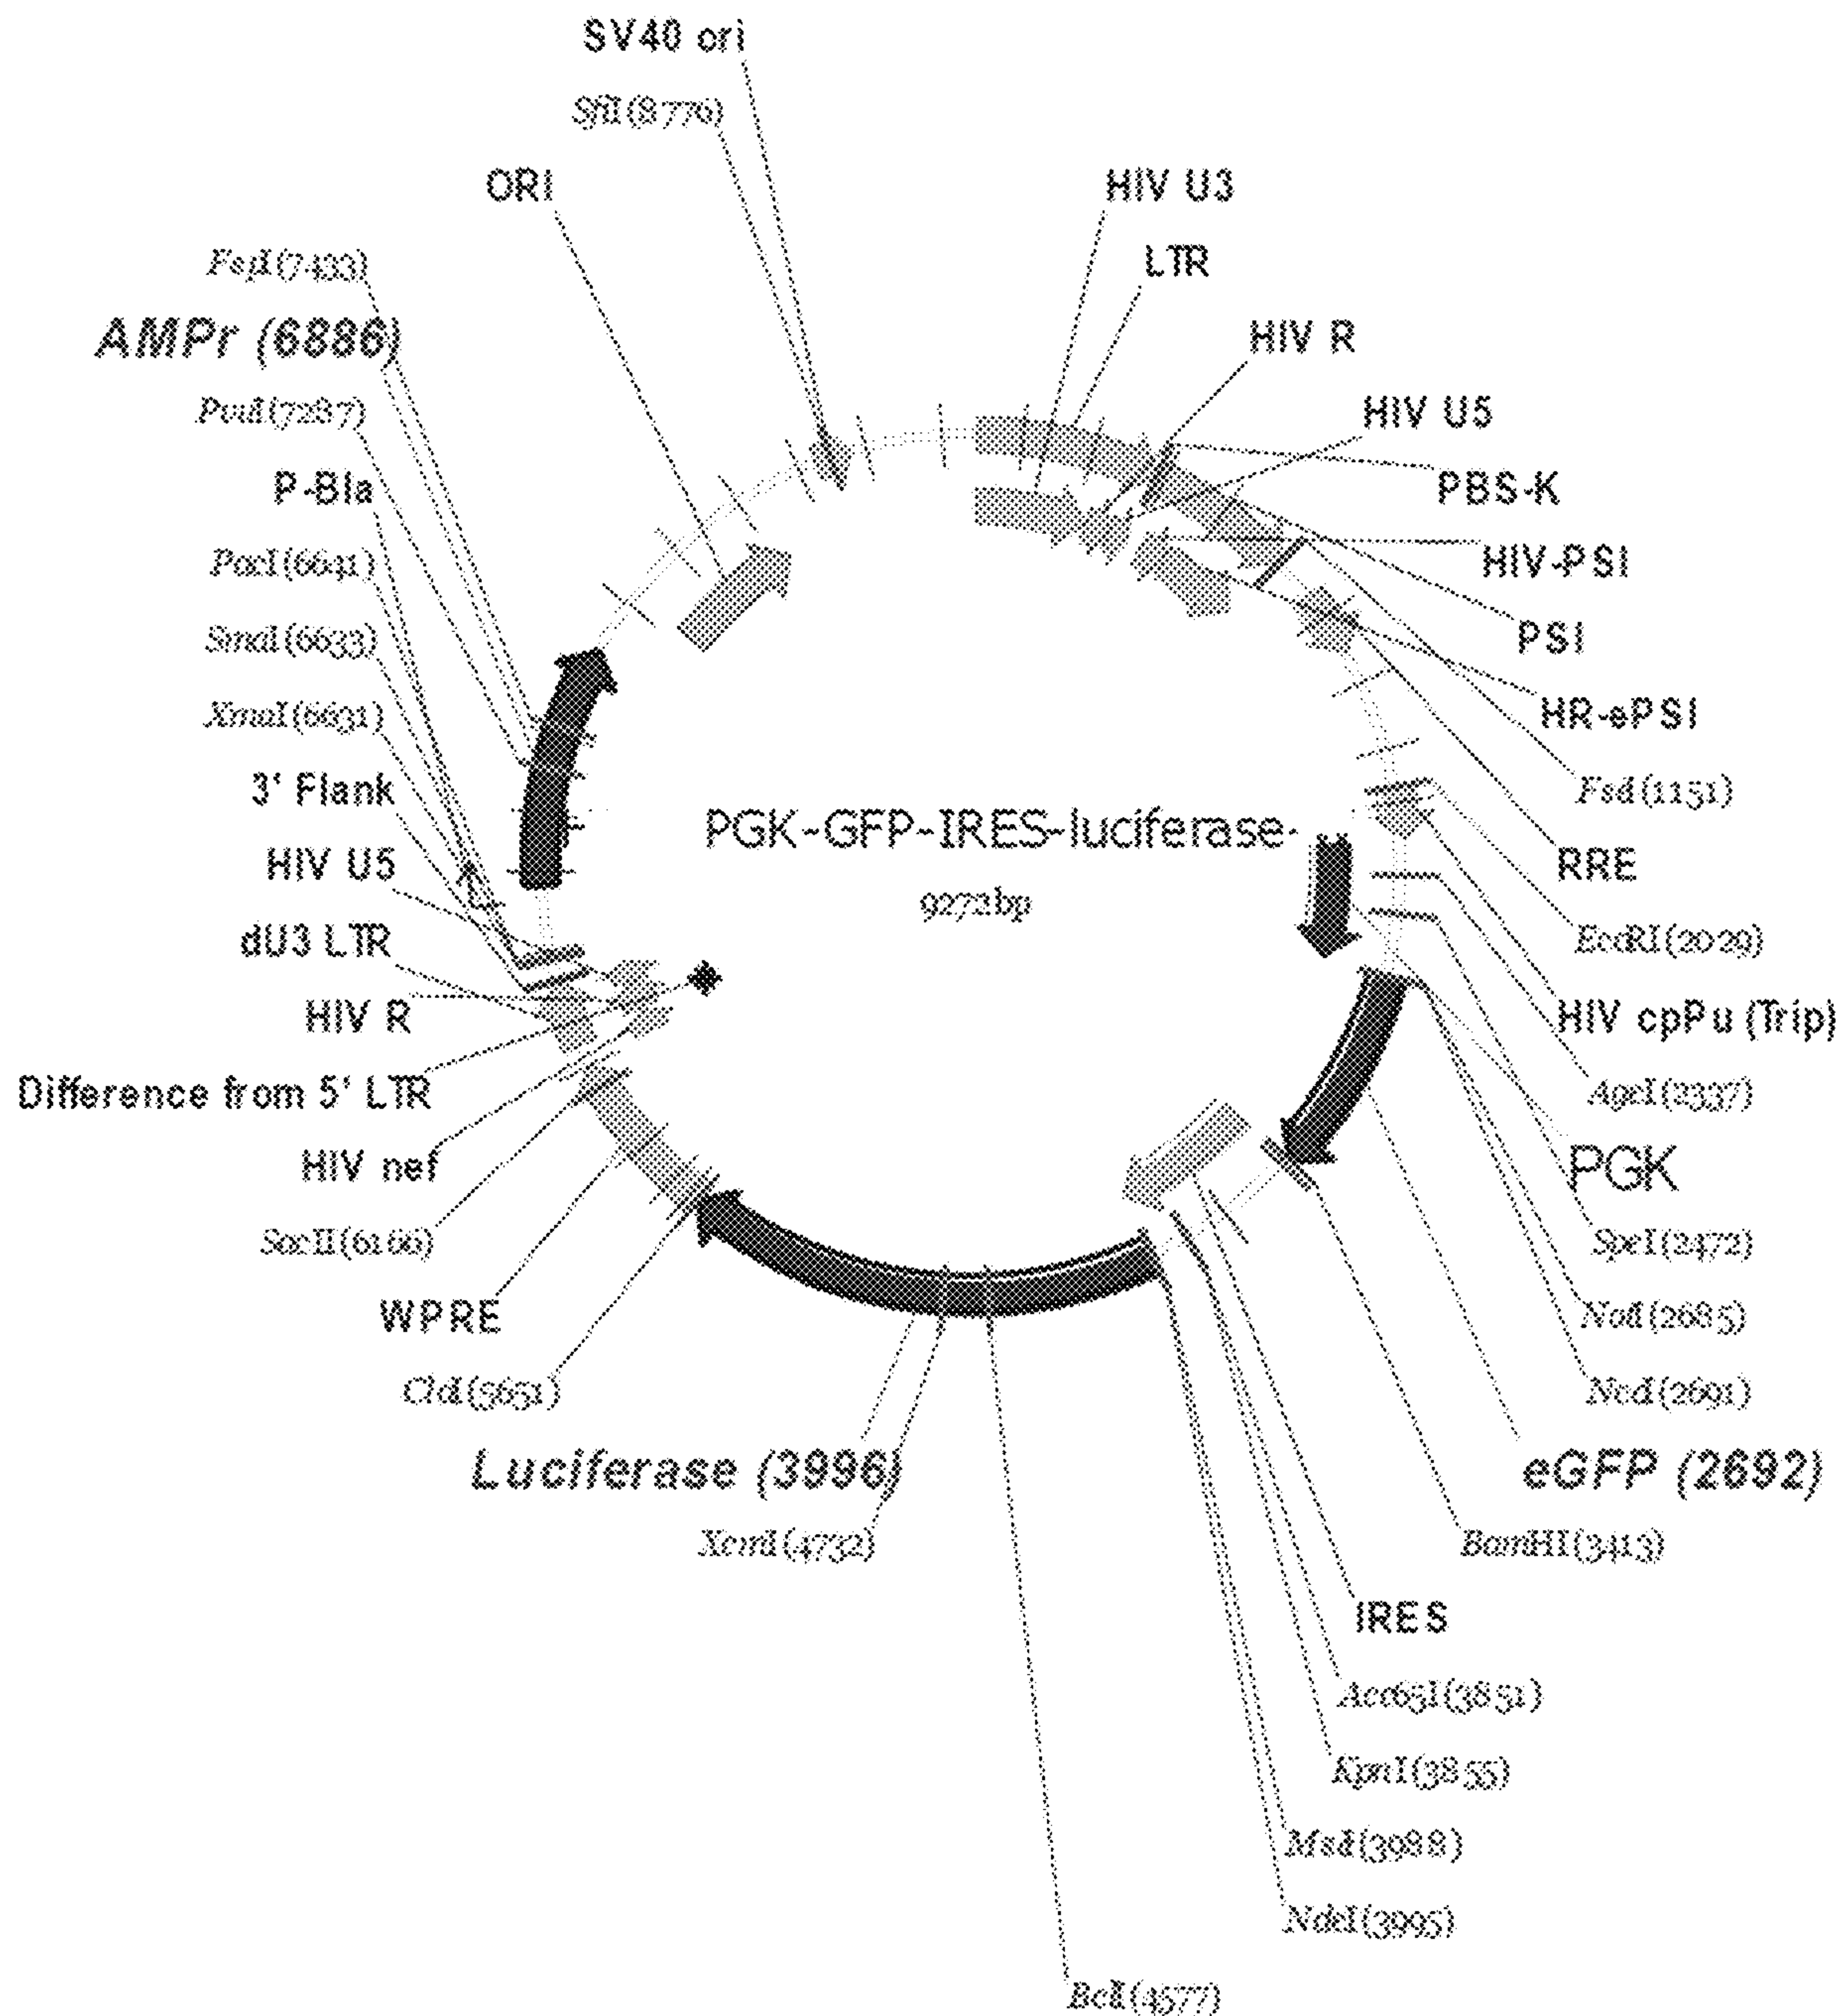 SV40 ori
SfiI(8776)
ORI
HIV U3
LTR
FspI(7433)
AMPr (6886)
HIV R
PvuI(7287)
HIV U5
P-Bla
PBS-K
PacI(6641)
HIV-PSI
SmaI(6633)
PSI
XmaI(6631)
HR-ePSI
3' Flank
FseI(1151)
PGK-GFP-IRES-luciferase-
HIV U5
RRE
9272bp
dU3 LTR
EcoRI(2029)
HIV R
HIV cpPu (Trip)
Difference from 5' LTR
AgeI(2337)
HIV nef
PGK
SacII(6166)
SpeI(2472)
WPRE
NotI(2685)
ClaI(5651)
NcoI(2691)
Luciferase (3996)
eGFP (2692)
XcmI(4732)
BamHI(3413)
IRES
Acc65I(3851)
KpnI(3855)
MscI(3988)
NdeI(3995)
BclI(4577)